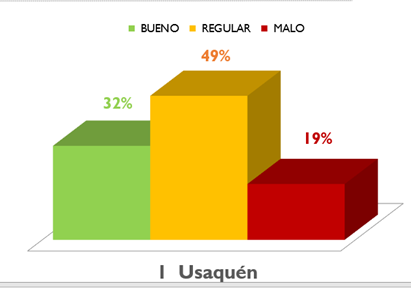 BUENO REGULAR MALO
49%
32%
19%
1 Usaquén